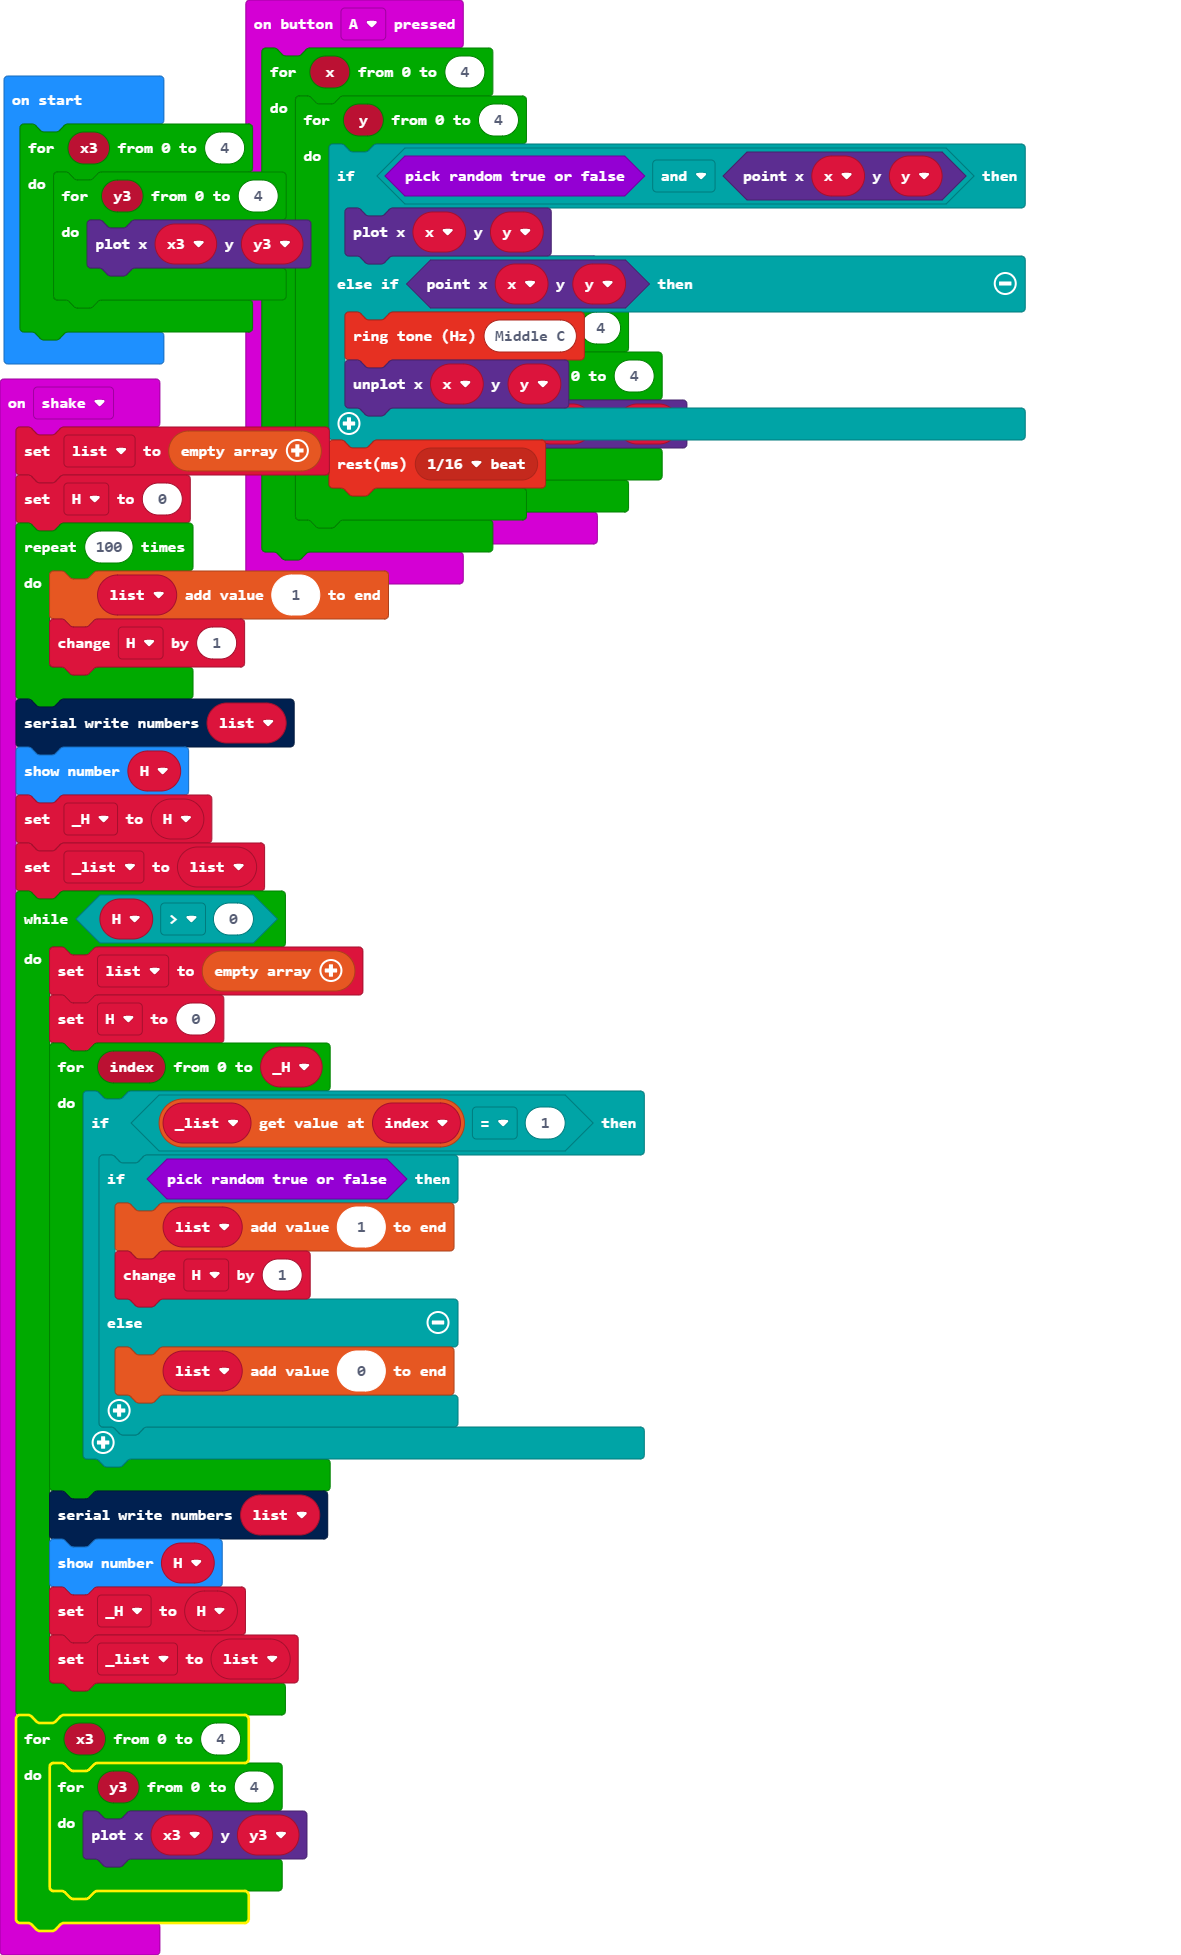 on button A pressed
for x from 0 to 4
do
for y from 0 to 4
do
if pick random true or false and point x x y y then
plot x x y y
else if point x x y y then
ring tone (Hz) Middle C
unplot x x y y
rest(ms) 1/16 beat
4
0 to 4
on start
for x3 from 0 to 4
do
for y3 from 0 to 4
do
plot x x3 y y3
on shake
set list to empty array
set H to 0
repeat 100 times
do
list add value 1 to end
change H by 1
serial write numbers list
show number H
set _H to H
set _list to list
while H > 0
do
set list to empty array
set H to 0
for index from 0 to _H
do
if _list get value at index = 1 then
if pick random true or false then
list add value 1 to end
change H by 1
else
list add value 0 to end
serial write numbers list
show number H
set _H to H
set _list to list
for x3 from 0 to 4
do
for y3 from 0 to 4
do
plot x x3 y y3